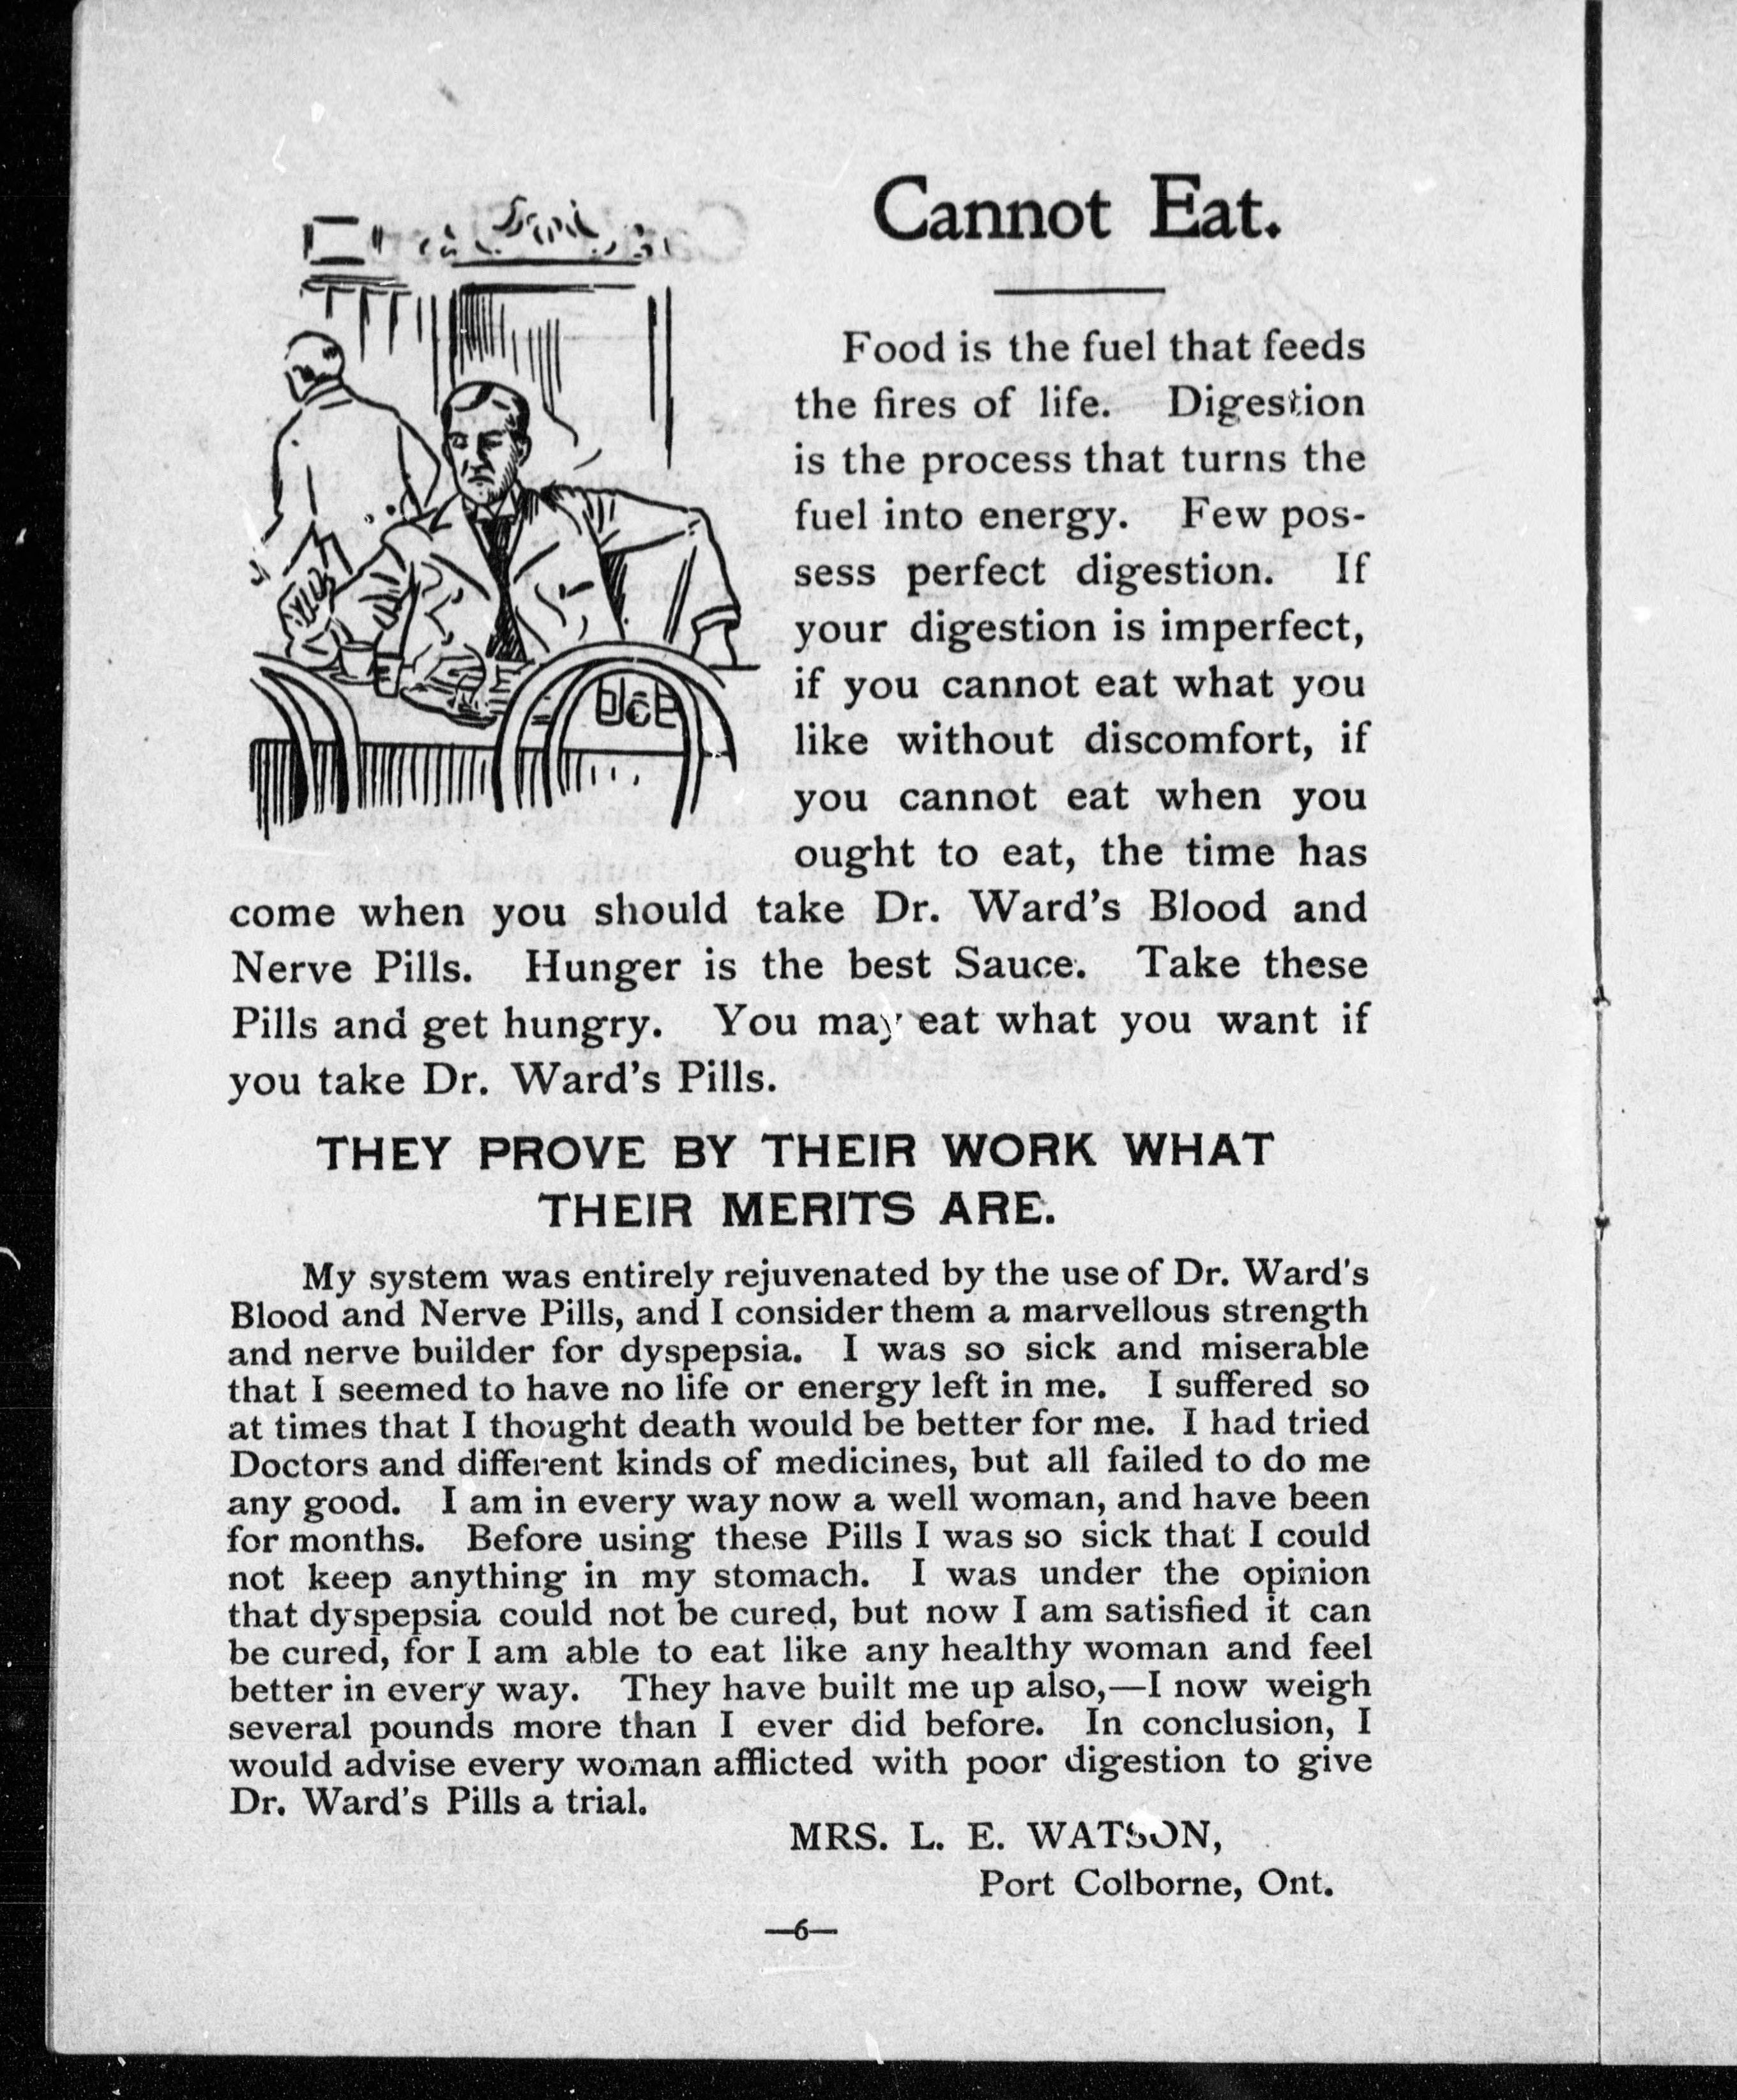 Cannot Eat.
Food is the fuel that feeds
the fires of life. Digestion
is the process that turns the
fuel into energy. Few pos-
sess perfect digestion. If
your digestion is imperfect,
if you cannot eat what you
like without discomfort, if
you cannot eat when you
ought to eat, the time has
come when you should take Dr. Ward's Blood and
Nerve Pills. Hunger is the best Sauce. Take these
Pills and get hungry. You may eat what you want if
you take Dr. Ward's Pills.
THEY PROVE BY THEIR WORK WHAT
THEIR MERITS ARE.
My system was entirely rejuvenated by the use of Dr. Ward's
Blood and Nerve Pills, and I consider them a marvellous strength
and nerve builder for dyspepsia. I was so sick and miserable
that I seemed to have no life or energy left in me. I suffered so
at times that I thought death would be better for me. I had tried
Doctors and different kinds of medicines, but all failed to do me
any good. I am in every way now a well woman, and have been
for months. Before using these Pills I was so sick that I could
not keep anything in my stomach. I was under the opinion
that dyspepsia could not be cured, but now I am satisfied it can
be cured, for I am able to eat like any healthy woman and feel
better in every way. They have built me up also,—I now weigh
several pounds more than I ever did before. In conclusion, I
would advise every woman afflicted with poor digestion to give
Dr. Ward's Pills a trial.
MRS. L. E. WATSON,
Port Colborne, Ont.
—6—